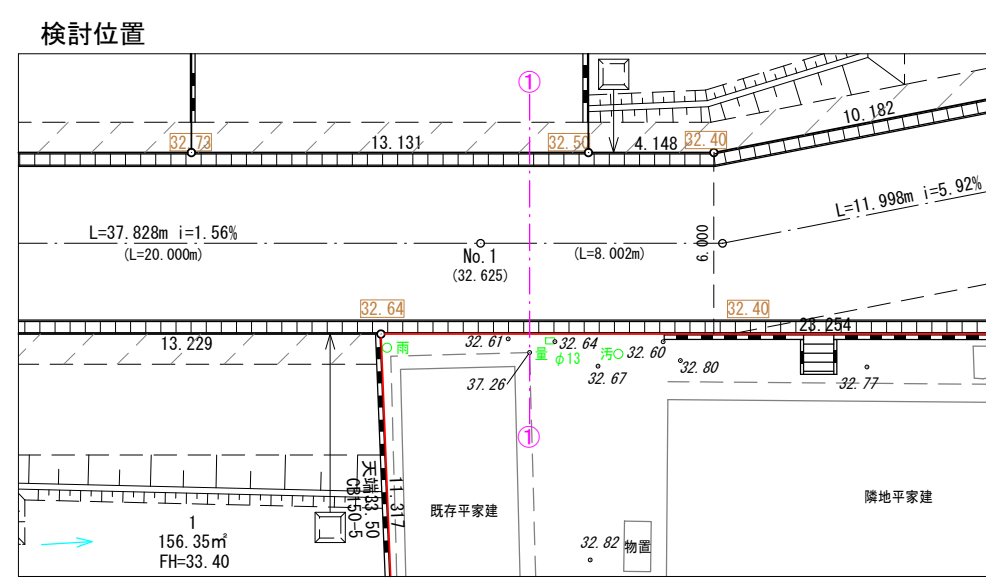 検討位置
①
32.73
13.131
32.50
4.148
32.40
10.182
L=37.828m i=1.56%
(L=20.000m)
No.1
(32.625)
(L=8.002m)
6.000
L=11.998m i=5.92%
32.64
32.40
13.229
23.254
雨
32.61
量
32.64
φ13
汚
32.60
32.67
32.80
32.77
37.26
①
天端33.50
CB150-5
11.317
既存平家建
隣地平家建
1
156.35㎡
FH=33.40
32.82
物置